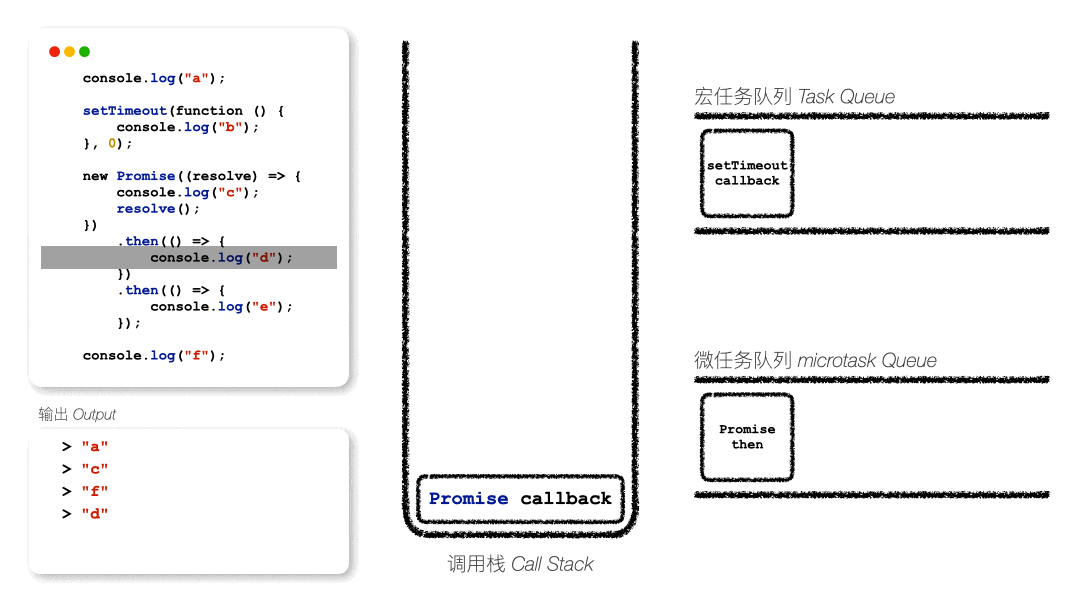 console.log("a");
setTimeout(function () {
console.log("b");
}, 0);
new Promise((resolve) => {
console.log("c");
resolve();
})
.then(() => {
console.log("d");
})
.then(() => {
console.log("e");
});
console.log("f");
输出 Output
> "a"
> "c"
> "f"
> "d"
Promise callback
调用栈 Call Stack
宏任务队列 Task Queue
setTimeout
callback
微任务队列 microtask Queue
Promise
then